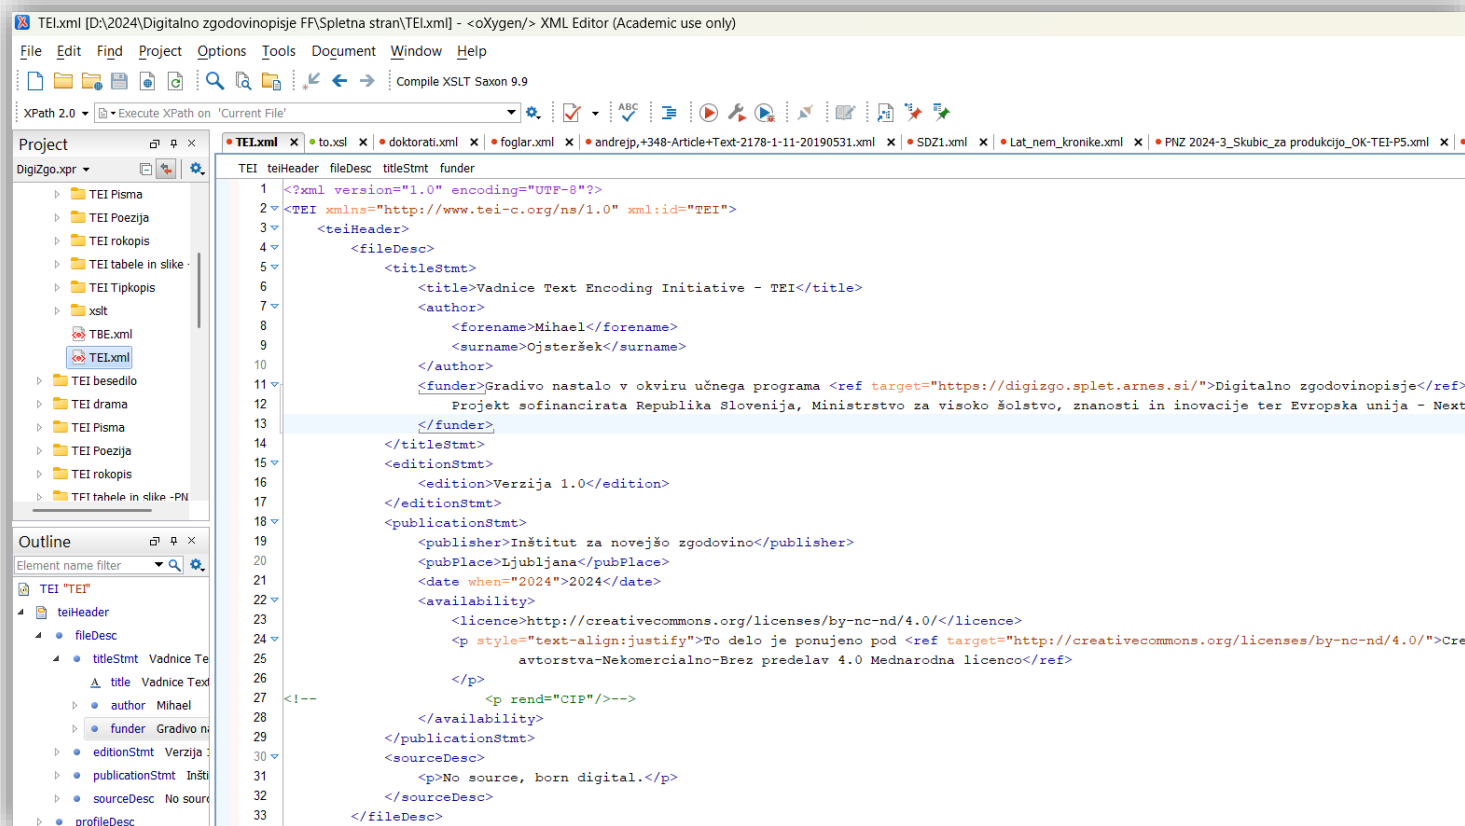 TEI.xml [D:\2024\Digitalno zgodovinopisje FF\Spletna stran\TEI.xml] - <oXygen/> XML Editor (Academic use only)
File Edit Find Project Options Tools Document Window Help
Compile XSLT Saxon 9.9
XPath 2.0 Execute XPath on 'Current File'
ABC
Project
TEI.xml to.xsl doktorati.xml foglar.xml andrejp,+348-Article+Text-2178-1-11-20190531.xml SDZ1.xml Lat_nem_kronike.xml PNZ 2024-3_Skubic_za produkcijo_OK-TEI-P5.xml
DigiZgo.xpr
TEI teiHeader fileDesc titleStmt funder
TEI Pisma
TEI Poezija
TEI rokopis
TEI tabele in slike -
TEI Tipkopis
xslt
TBE.xml
TEI.xml
TEI besedilo
TEI drama
TEI Pisma
TEI Poezija
TEI rokopis
TEI tabele in slike -PN
Outline
Element name filter
TEI "TEI"
teiHeader
fileDesc
titleStmt Vadnice Te
title Vadnice Text
author Mihael
funder Gradivo na
editionStmt Verzija 1
publicationStmt Inšti
sourceDesc No sourc
profileDesc
1 <?xml version="1.0" encoding="UTF-8"?>
2 <TEI xmlns="http://www.tei-c.org/ns/1.0" xml:id="TEI">
3 <teiHeader>
4 <fileDesc>
5 <titleStmt>
6 <title>Vadnice Text Encoding Initiative - TEI</title>
7 <author>
8 <forename>Mihael</forename>
9 <surname>Ojsteršek</surname>
10 </author>
11 <funder>Gradivo nastalo v okviru učnega programa <ref target="https://digizgo.splet.arnes.si/">Digitalno zgodovinopisje</ref>
12 Projekt sofinancirata Republika Slovenija, Ministrstvo za visoko šolstvo, znanosti in inovacije ter Evropska unija - Next
13 </funder>
14 </titleStmt>
15 <editionStmt>
16 <edition>Verzija 1.0</edition>
17 </editionStmt>
18 <publicationStmt>
19 <publisher>Inštitut za novejšo zgodovino</publisher>
20 <pubPlace>Ljubljana</pubPlace>
21 <date when="2024">2024</date>
22 <availability>
23 <licence>http://creativecommons.org/licenses/by-nc-nd/4.0/</licence>
24 <p style="text-align:justify">To delo je ponujeno pod <ref target="http://creativecommons.org/licenses/by-nc-nd/4.0/">Cre
25 avtorstva-Nekomercialno-Brez predelav 4.0 Mednarodna licenco</ref>
26 </p>
27 <!-- <p rend="CIP"/>-->
28 </availability>
29 </publicationStmt>
30 <sourceDesc>
31 <p>No source, born digital.</p>
32 </sourceDesc>
33 </fileDesc>